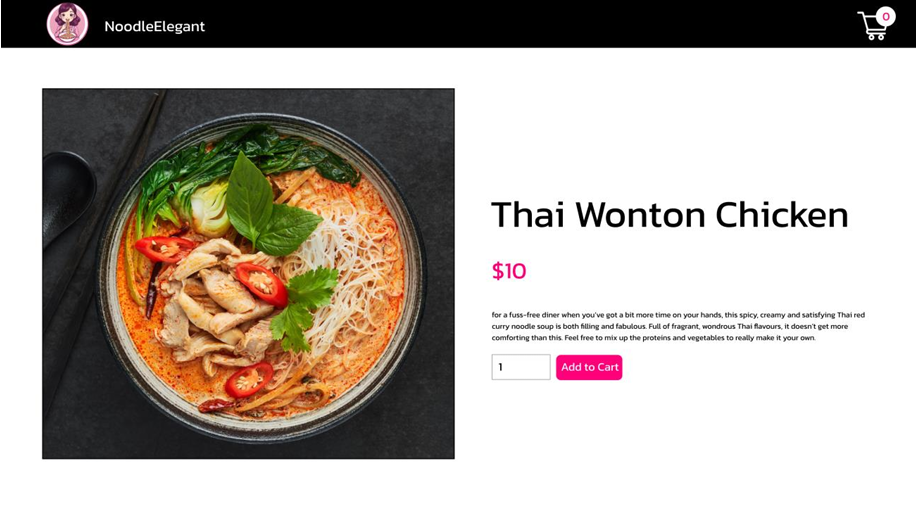 NoodleElegant
0
Thai Wonton Chicken
$10
for a fuss-free diner when you've got a bit more time on your hands, this spicy, creamy and satisfying Thai red
curry noodle soup is both filling and fabulous. Full of fragrant, wondrous Thai flavours, it doesn't get more
comforting than this. Feel free to mix up the proteins and vegetables to really make it your own.
1
Add to Cart